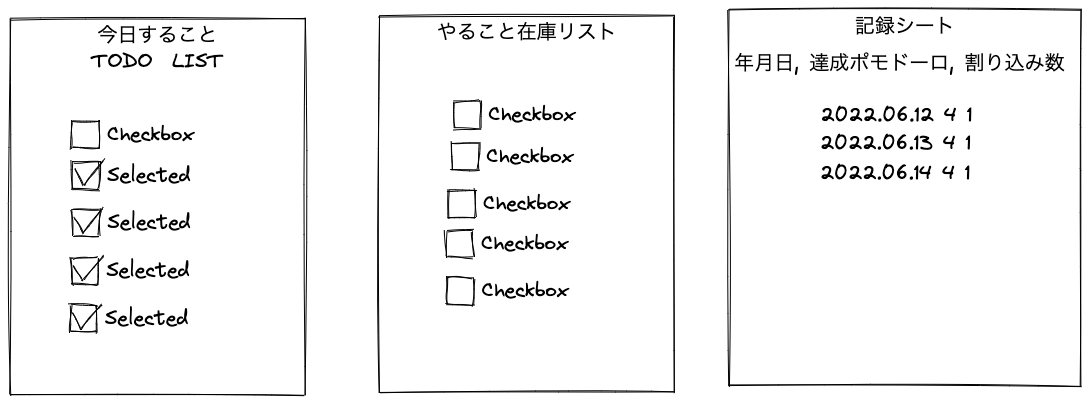 今日すること
TODO LIST
Checkbox
Selected
Selected
Selected
Selected
やること在庫リスト
Checkbox
Checkbox
Checkbox
Checkbox
Checkbox
記録シート
年月日, 達成ポモドーロ, 割り込み数
2022.06.12 4 1
2022.06.13 4 1
2022.06.14 4 1